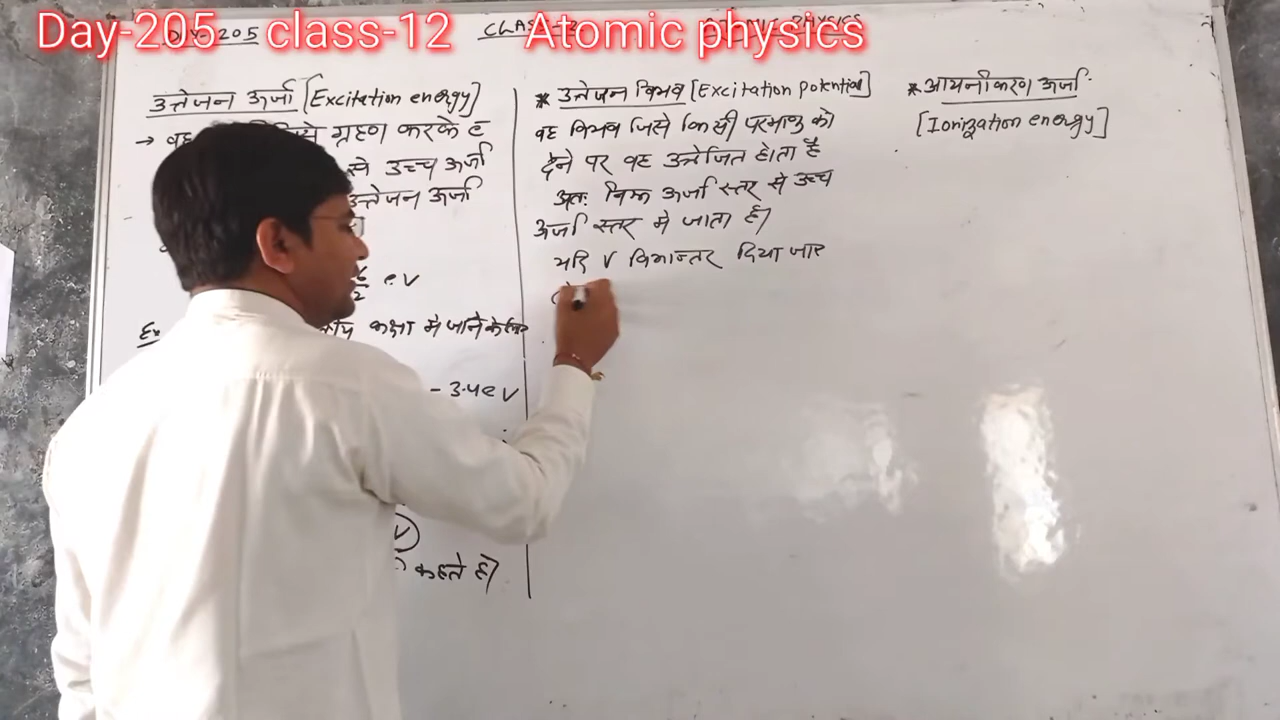 Day-205 class-12 Atomic physics
उत्तेजन ऊर्जा [Excitation energy]
→ वह ग्रहण करके
से उच्च ऊर्जा
उत्तेजन ऊर्जा
eV
Ex कक्षा में जाने के लिए
- 3.4 e V
V
कहते है।
* उत्तेजन विभव [Excitation Potential]
वह विभव जिसे किसी परमाणु को
देने पर वह उत्तेजित होता है
अतः निम्न ऊर्जा स्तर से उच्च
ऊर्जा स्तर मे जाता है।
यदि V विभान्तर दिया जाए
* आयनीकरण ऊर्जा
[Ionization energy]